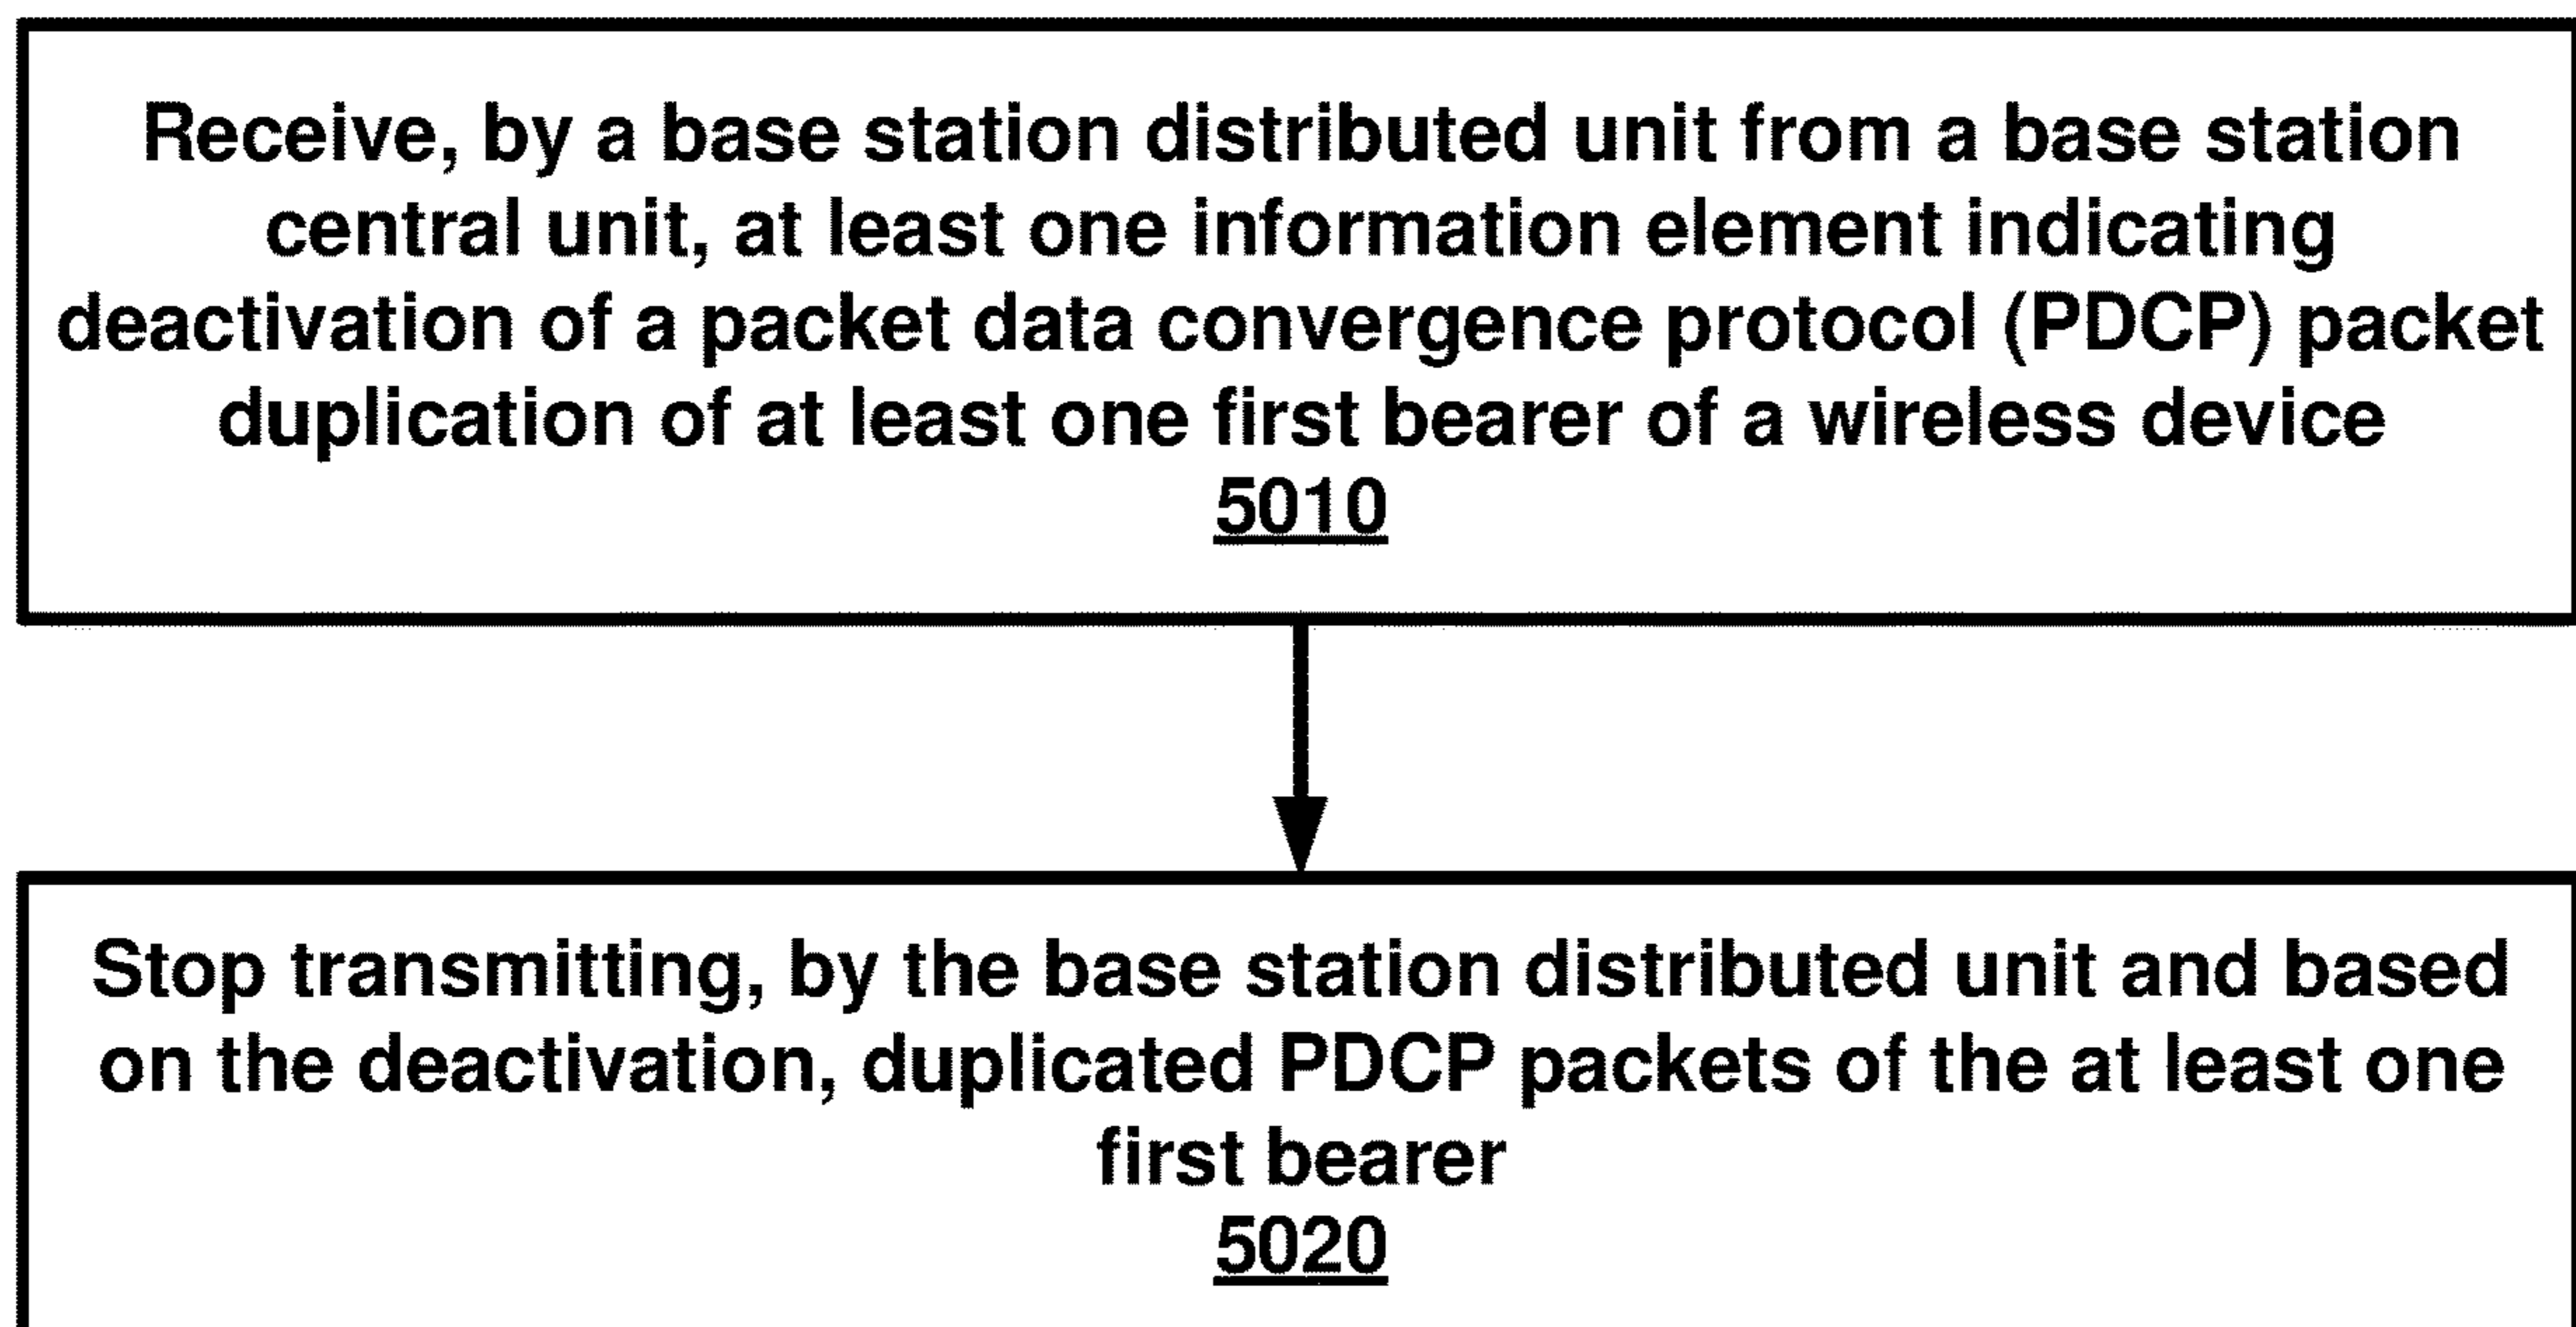 Receive, by a base station distributed unit from a base station
central unit, at least one information element indicating
deactivation of a packet data convergence protocol (PDCP) packet
duplication of at least one first bearer of a wireless device
5010
Stop transmitting, by the base station distributed unit and based
on the deactivation, duplicated PDCP packets of the at least one
first bearer
5020